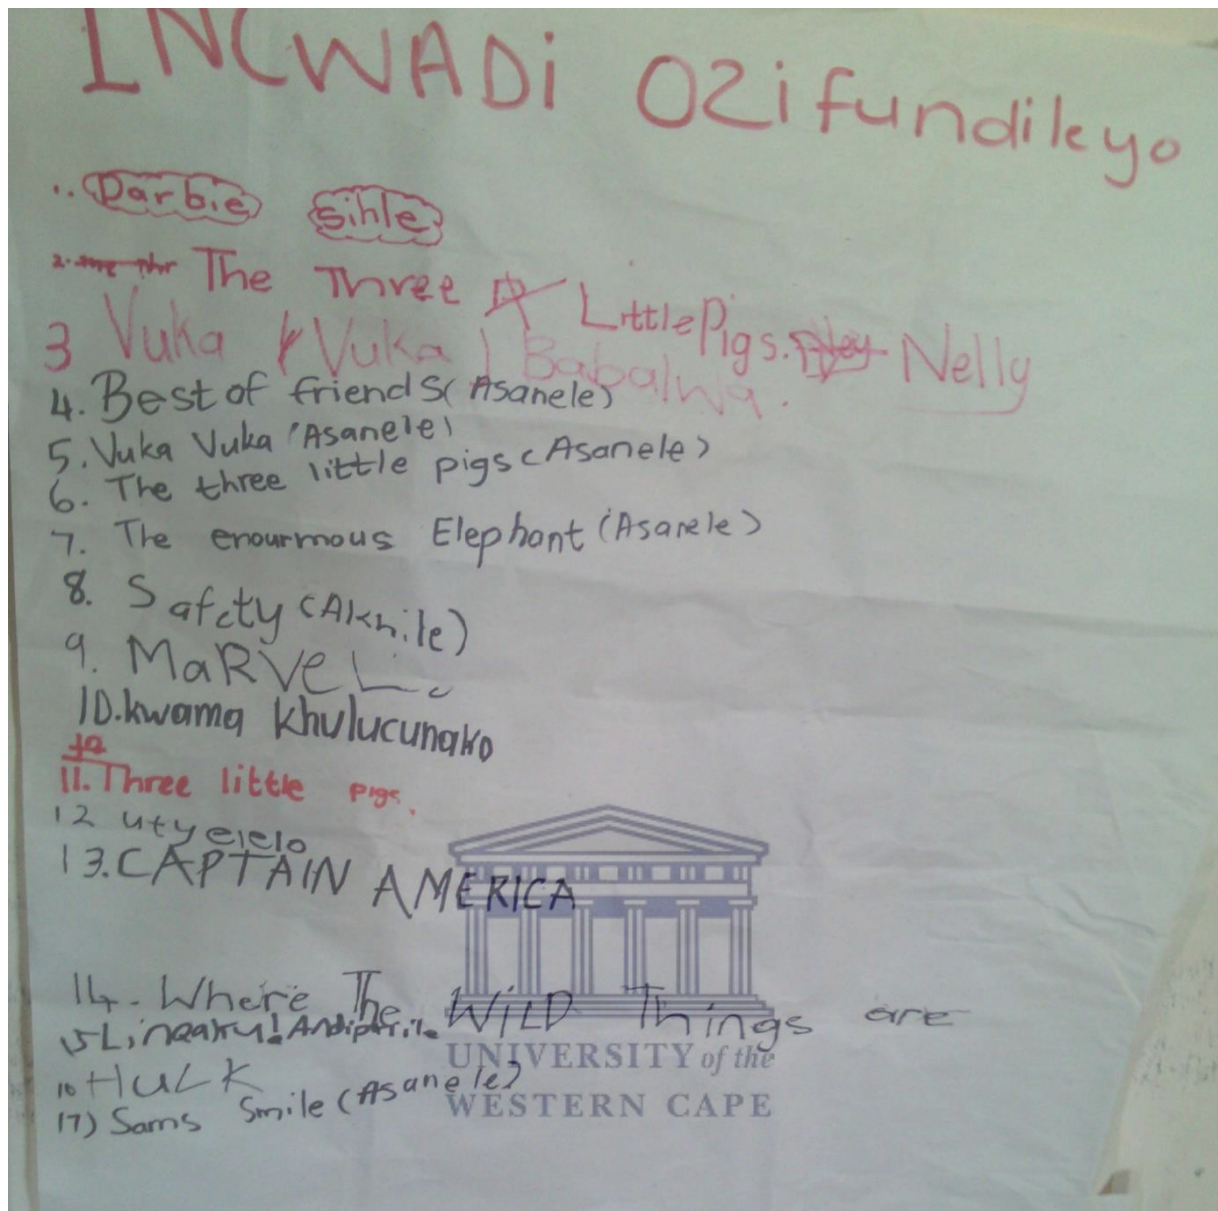 INCWADi OZifundileyo
1. Darbie Sihle
2. The Three Little Pigs. Nelly
3 Vuka Vuka ) Babalwa.
4. Best of friends (Asanele)
5. Vuka Vuka (Asanele)
6. The three little pigs (Asanele)
7. The enourmous Elephant (Asanele)
8. Safety (Akhile)
9. MaRVeL
10. kwama khulucunako
11. Three little pigs.
12 utyelelo
13. CAPTAIN AMERICA
14. Where The WiLD Things are
15
16 HULK
17) Sams Smile (Asanele)
UNIVERSITY of the
WESTERN CAPE